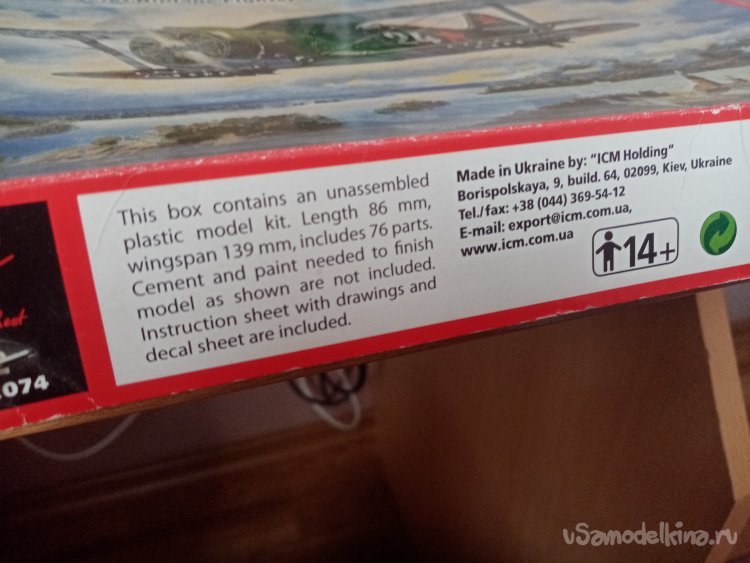 24
This box contains an unassembled
plastic model kit. Length 86 mm,
wingspan 139 mm, includes 76 parts.
Cement and paint needed to finish
model as shown are not included.
Instruction sheet with drawings and
decal sheet are included.
Made in Ukraine by: “ICM Holding”
Borispolskaya, 9, build. 64, 02099, Kiev, Ukraine
Tel./fax: +38 (044) 369-54-12
E-mail: export@icm.com.ua,
www.icm.com.ua
14+
074
uSamodelkina.ru